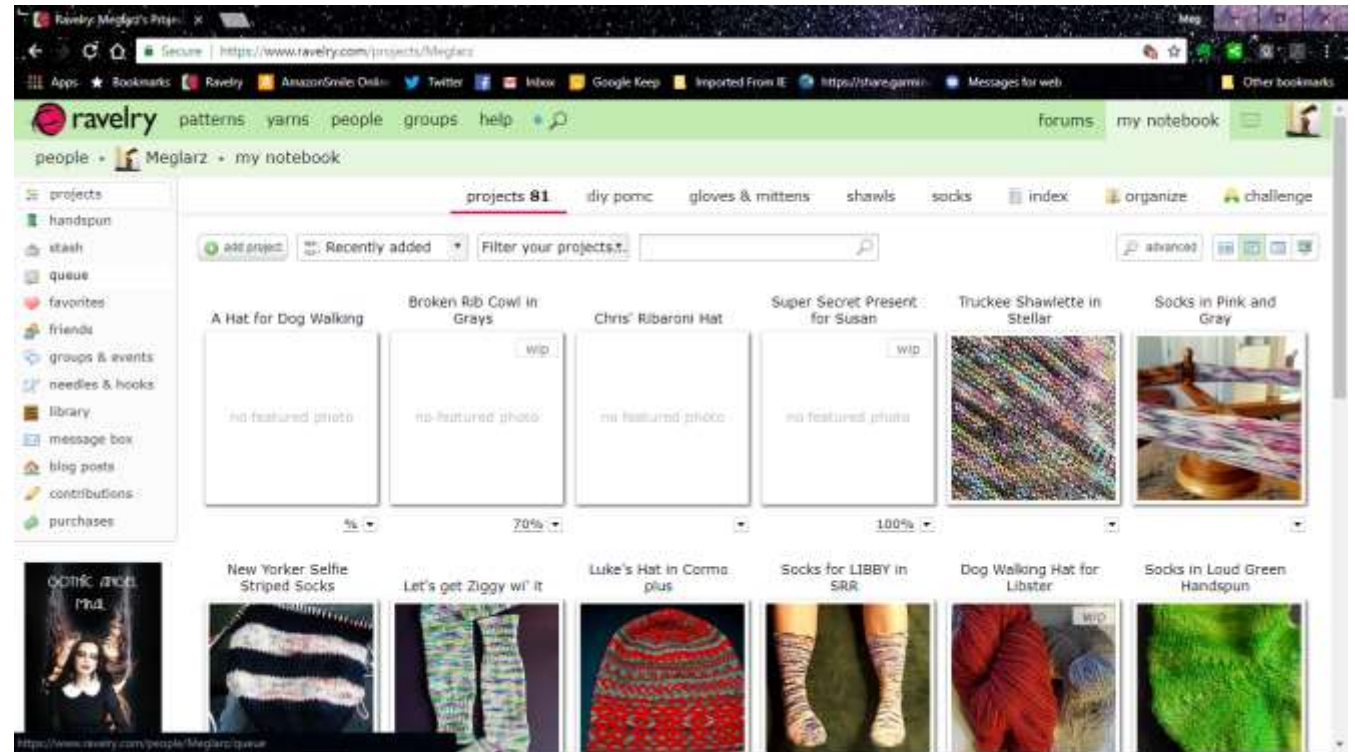 Ravelry: Meglarz's Proje
Meg
Secure | https://www.ravelry.com/projects/Meglarz
Apps Bookmarks Ravelry AmazonSmile: Onlin Twitter Inbox Google Keep Imported From IE https://share.garmin Messages for web Other bookmarks
ravelry patterns yarns people groups help forums my notebook
people Meglarz my notebook
projects
handspun
stash
queue
favorites
friends
groups & events
needles & hooks
library
message box
blog posts
contributions
purchases
projects 81 diy pomc gloves & mittens shawls socks index organize challenge
add project Recently added Filter your projects... advanced
A Hat for Dog Walking
Broken Rib Cowl in
Grays
Chris' Ribaroni Hat
Super Secret Present
for Susan
Truckee Shawlette in
Stellar
Socks in Pink and
Gray
wip wip
no featured photo no featured photo no featured photo no featured photo
% 70% 100%
New Yorker Selfie
Striped Socks
Let's get Ziggy wi' it
Luke's Hat in Cormo
plus
Socks for LIBBY in
SRR
Dog Walking Hat for
Libster
Socks in Loud Green
Handspun
wip
GOTHIC ANGEL
https://www.ravelry.com/people/Meglarz/queue